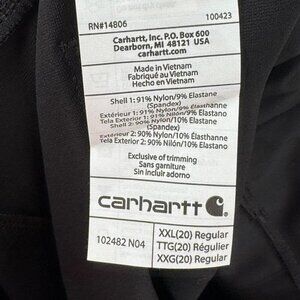 RN#14806 100423
Carhartt, Inc. P.O. Box 600
Dearborn, MI 48121 USA
carhartt.com
Made in Vietnam
Fabriqué au Vietnam
Hecho en Vietnam
Shell 1: 91% Nylon/9% Elastane
(Spandex)
Extérieur 1: 91% Nylon/9% Élasthanne
Tela Exterior 1: 91% Nilón/9% Elastano
Shell 2: 90% Nylon/10% Elastane
(Spandex)
Extérieur 2: 90% Nylon/10% Élasthanne
Tela Exterior 2: 90% Nilón/10% Elastano
Exclusive of trimming
Sans garniture
Sin incluir adorno
carhartt
102482 N04
XXL(20) Regular
TTG(20) Régulier
XXG(20) Regular